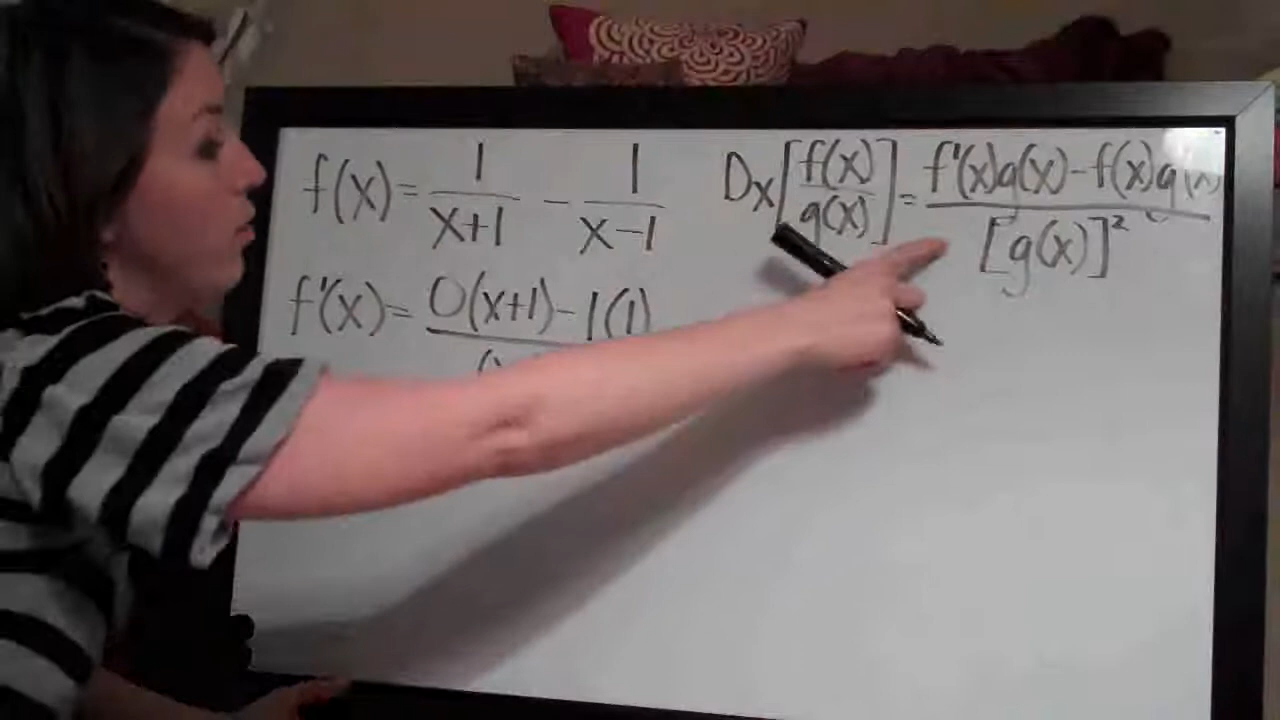 f(x) = 1/(x+1) - 1/(x-1)
Dx[f(x)/g(x)] = (f'(x)g(x) - f(x)g'(x))/[g(x)]²
f'(x) = 0(x+1) - 1(1)